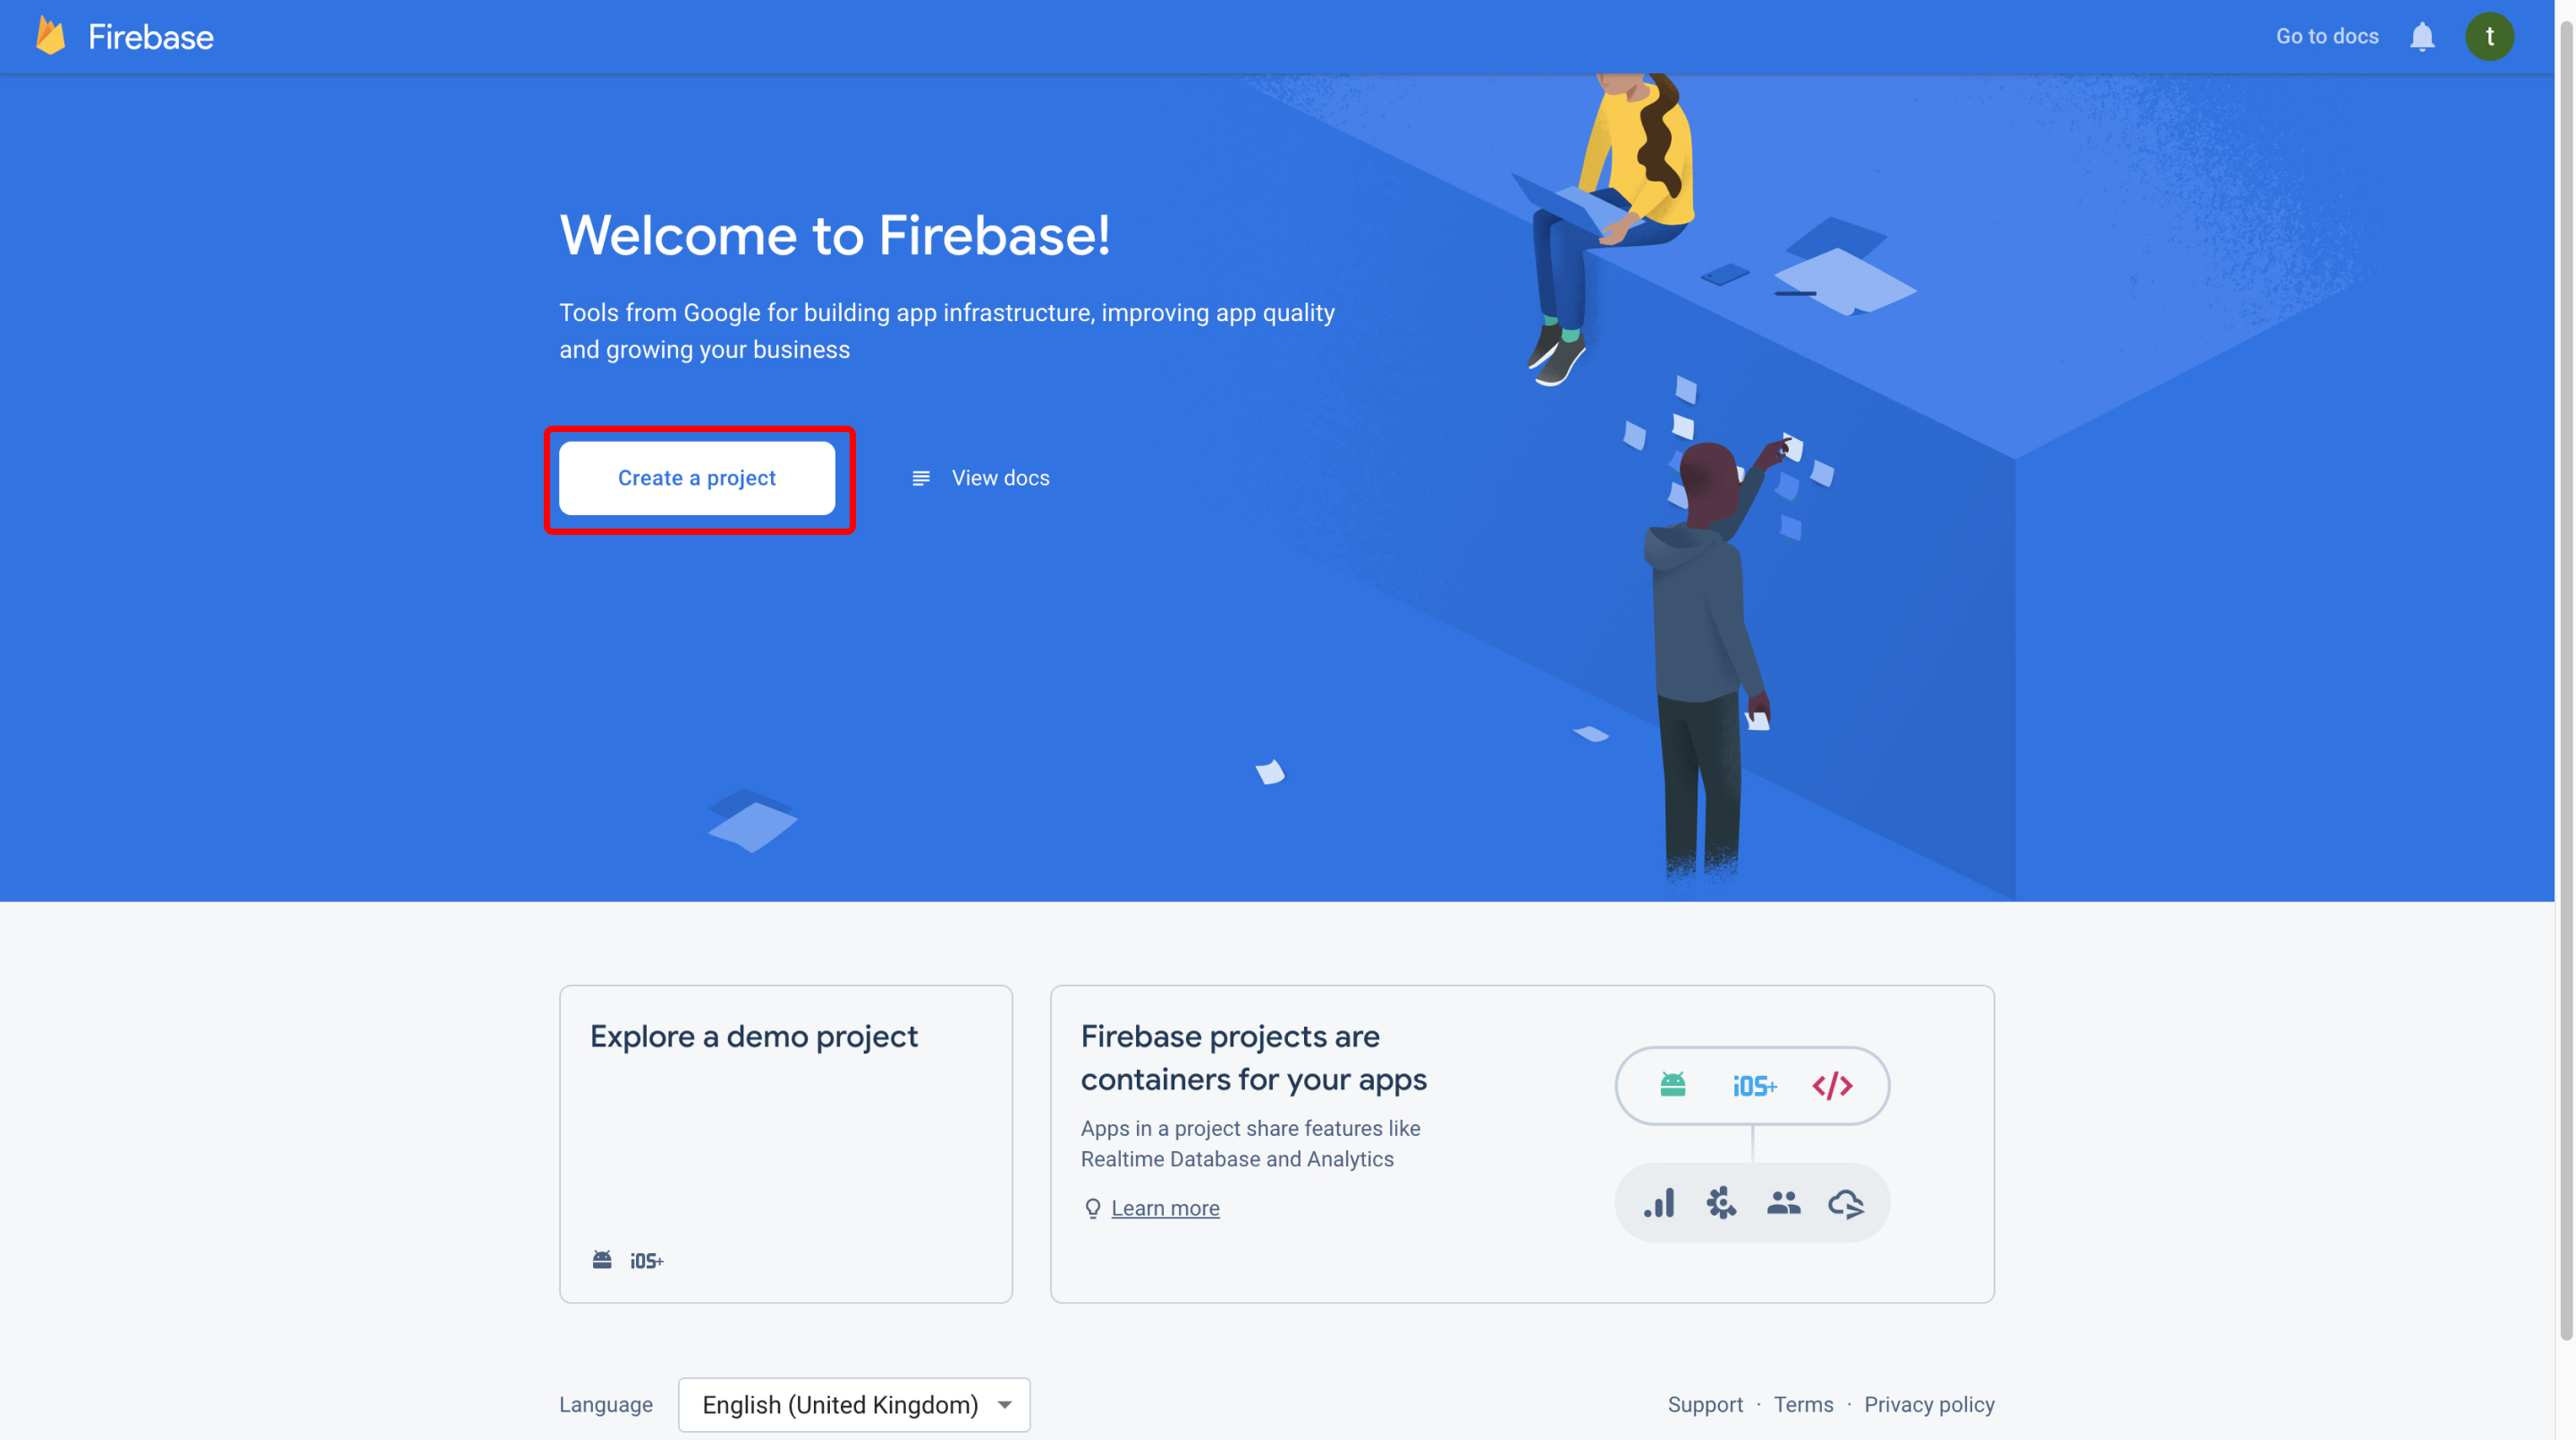 Firebase
Go to docs
t
Welcome to Firebase!
Tools from Google for building app infrastructure, improving app quality
and growing your business
Create a project
View docs
Explore a demo project
iOS+
Firebase projects are
containers for your apps
Apps in a project share features like
Realtime Database and Analytics
Learn more
iOS+
</>
Language
English (United Kingdom)
Support · Terms · Privacy policy